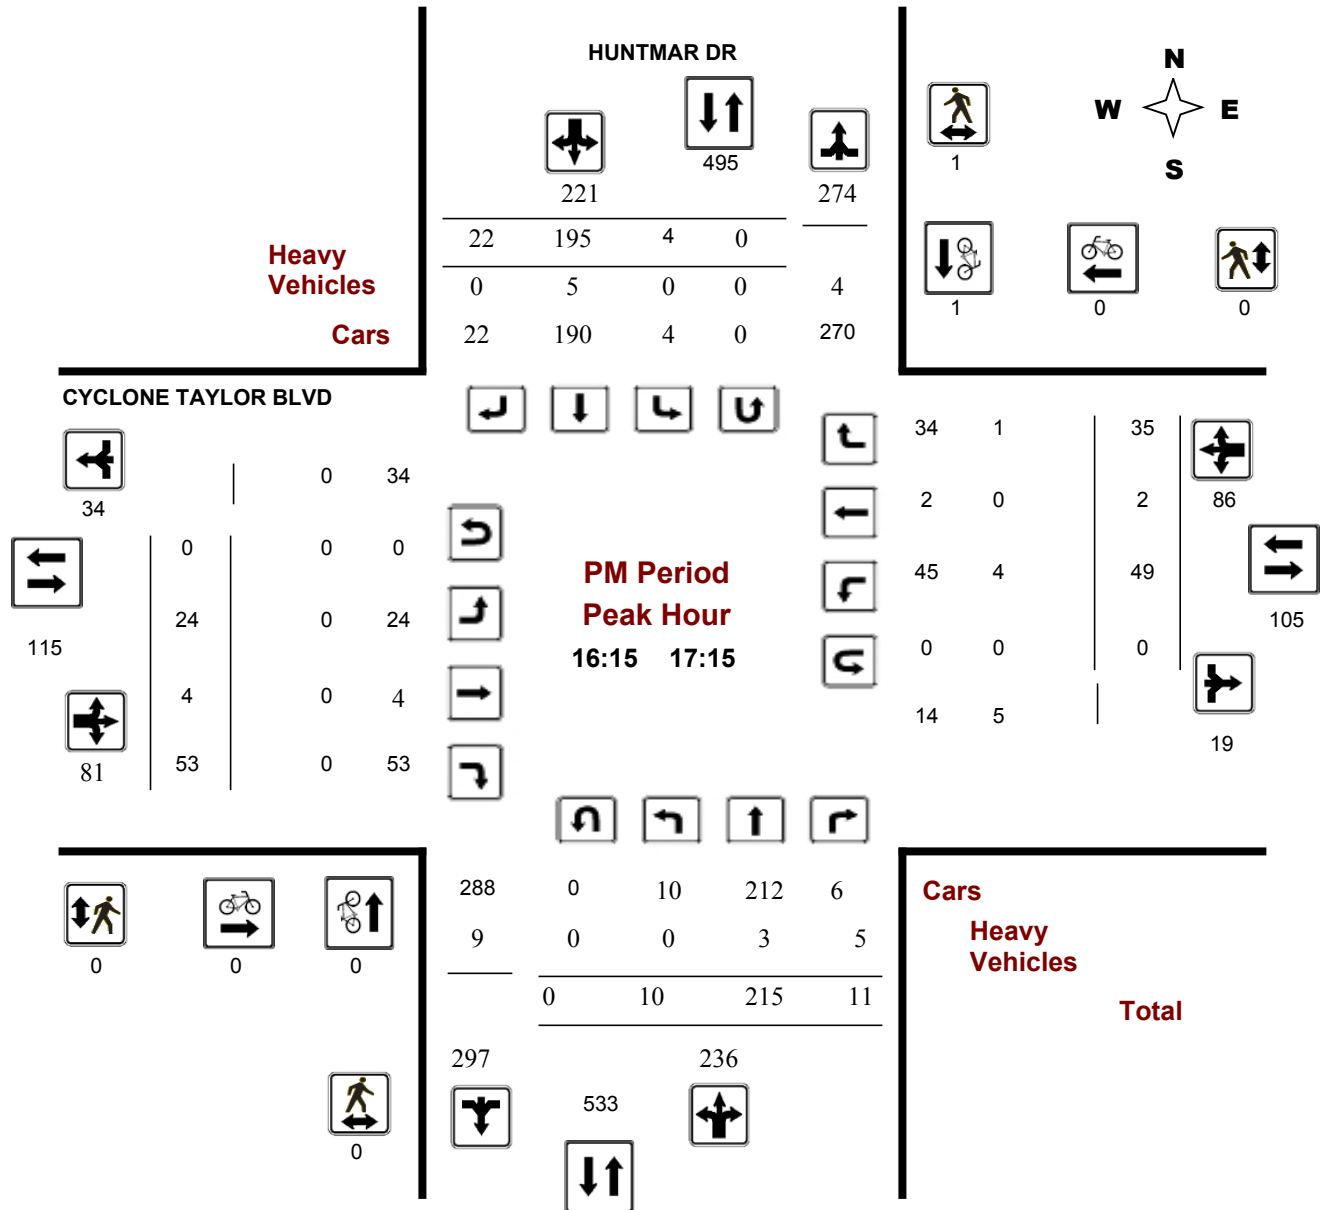 HUNTMAR DR
N
W E
S
495
1
221 274
22 195 4 0
Heavy
Vehicles
0 5 0 0 4
1 0 0
Cars
22 190 4 0 270
CYCLONE TAYLOR BLVD
34 1 35
0 34
34
2 0 2 86
0 0 0
PM Period
45 4 49
Peak Hour
24 0 24
105
115
16:15 17:15
0 0 0
4 0 4
14 5
19
81 53 0 53
288 0 10 212 6
Cars
9 0 0 3 5
Heavy
Vehicles
0 0 0
0 10 215 11
Total
297 236
533
0